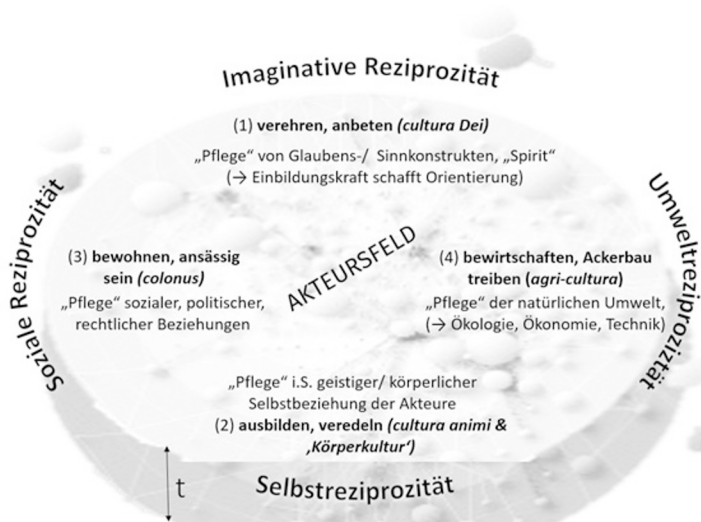 Imaginative Reziprozität
(1) verehren, anbeten (cultura Dei)
„Pflege“ von Glaubens-/ Sinnkonstrukten, „Spirit“
(→ Einbildungskraft schafft Orientierung)
Soziale Reziprozität
(3) bewohnen, ansässig
sein (colonus)
„Pflege“ sozialer, politischer,
rechtlicher Beziehungen
AKTEURSFELD
(4) bewirtschaften, Ackerbau
treiben (agri-cultura)
„Pflege“ der natürlichen Umwelt,
(→ Ökologie, Ökonomie, Technik)
Umweltreziproziztät
„Pflege“ i.S. geistiger/ körperlicher
Selbstbeziehung der Akteure
(2) ausbilden, veredeln (cultura animi &
‚Körperkultur‘)
t
Selbstreziprozität